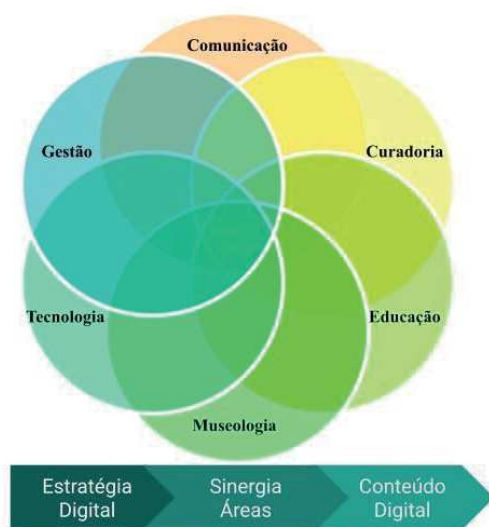 Comunicação
Gestão
Curadoria
Tecnologia
Educação
Museologia
Estratégia
Digital
Sinergia
Áreas
Conteúdo
Digital